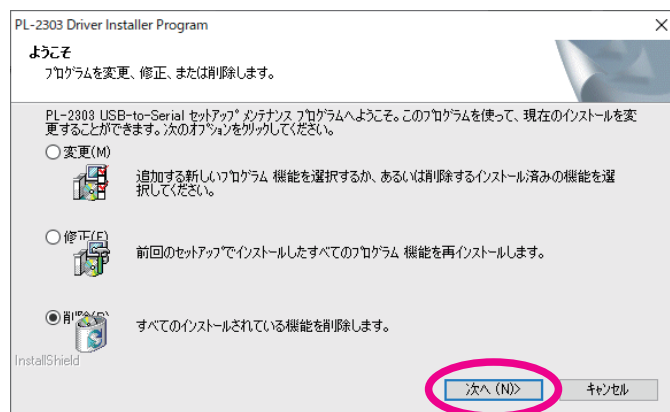 PL-2303 Driver Installer Program
ようこそ
プログラムを変更、修正、または削除します。
PL-2303 USB-to-Serial セットアップ メンテナンス プログラムへようこそ。このプログラムを使って、現在のインストールを変
更することができます。次のオプションをクリックしてください。
変更(M)
追加する新しいプログラム 機能を選択するか、あるいは削除するインストール済みの機能を選
択してください。
修正(E)
前回のセットアップでインストールしたすべてのプログラム 機能を再インストールします。
すべてのインストールされている機能を削除します。
InstallShield
次へ (N)>
キャンセル